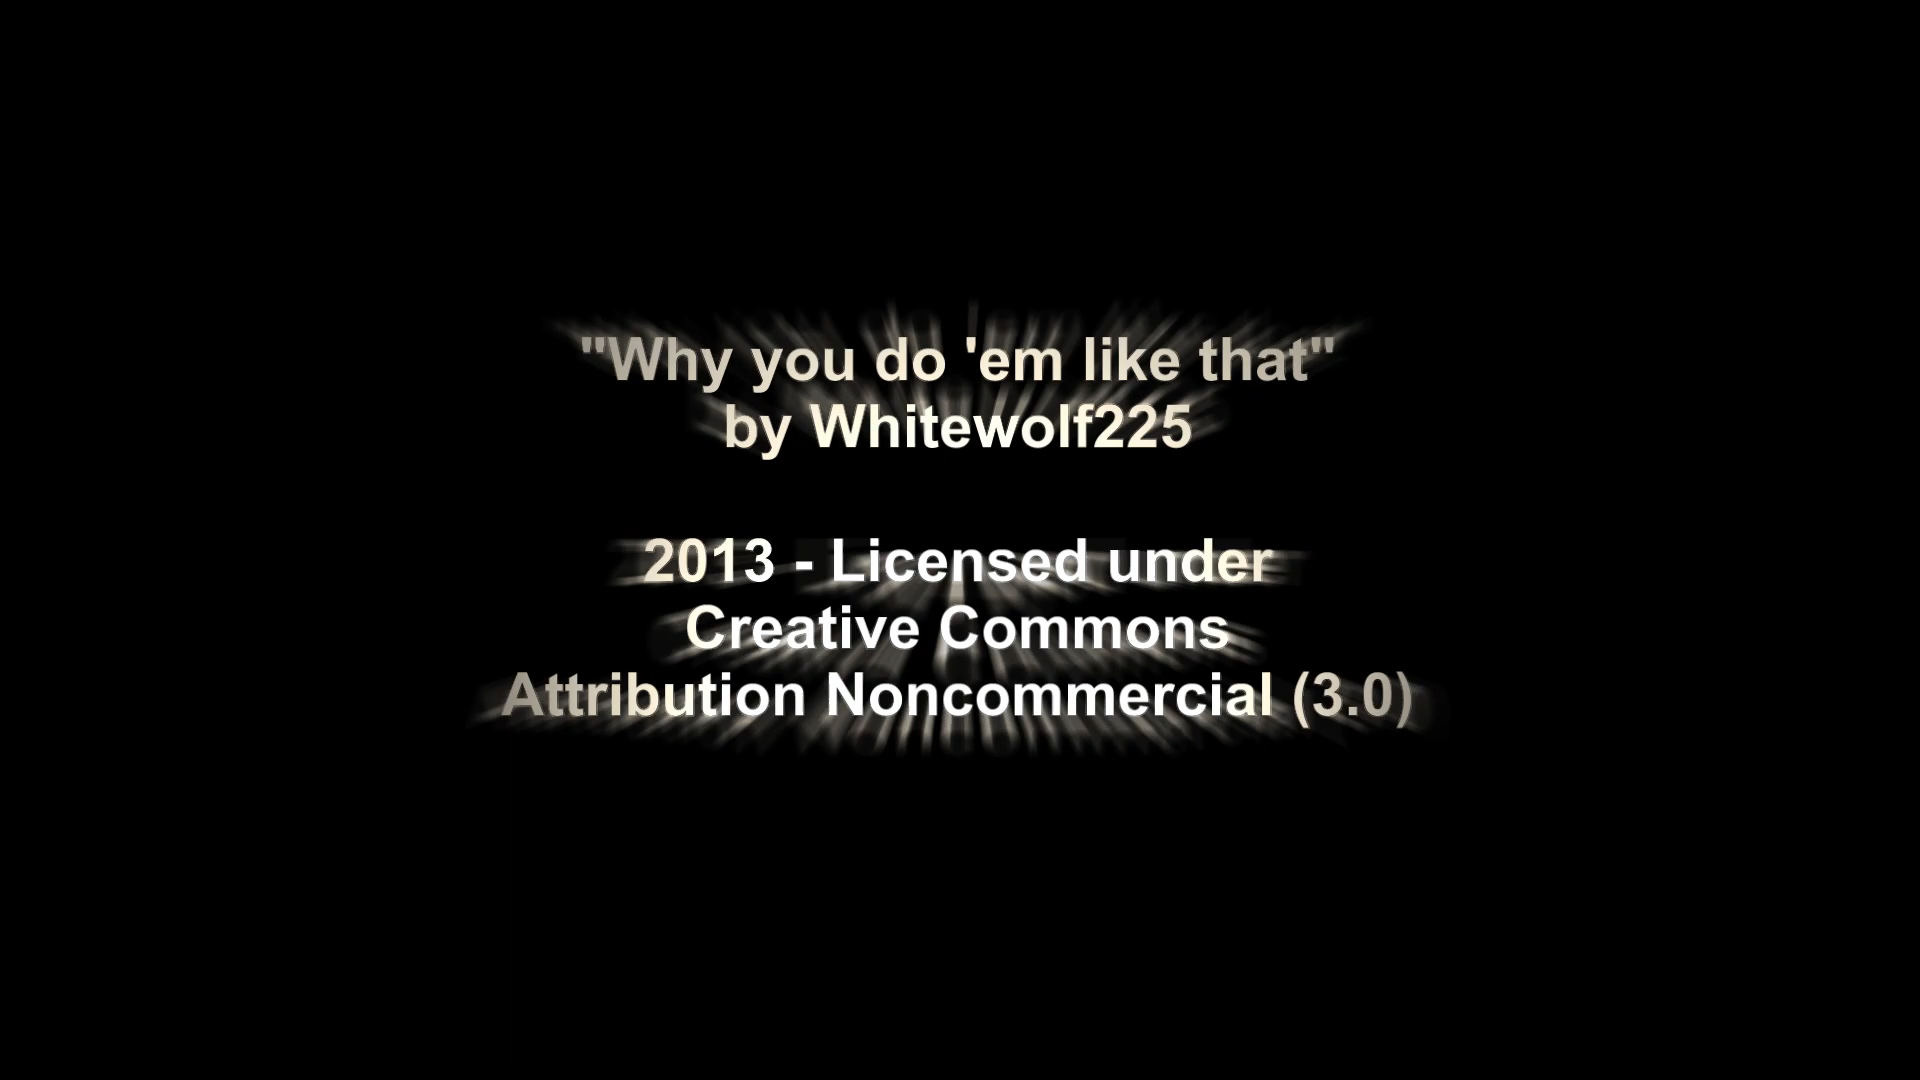 "Why you do 'em like that"
by Whitewolf225
2013 - Licensed under
Creative Commons
Attribution Noncommercial (3.0)